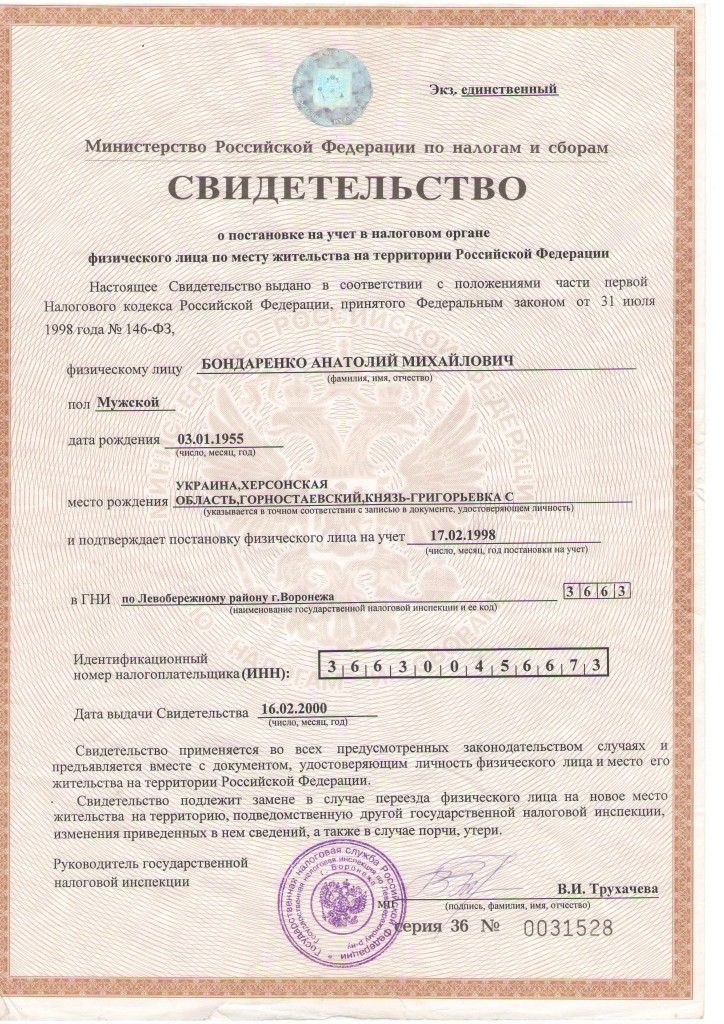 Экз. единственный
Министерство Российской Федерации по налогам и сборам
СВИДЕТЕЛЬСТВО
о постановке на учет в налоговом органе
физического лица по месту жительства на территории Российской Федерации
Настоящее Свидетельство выдано в соответствии с положениями части первой
Налогового кодекса Российской Федерации, принятого Федеральным законом от 31 июля
1998 года № 146-ФЗ,
физическому лицу БОНДАРЕНКО АНАТОЛИЙ МИХАЙЛОВИЧ
(фамилия, имя, отчество)
пол Мужской
дата рождения 03.01.1955
(число, месяц, год)
УКРАИНА,ХЕРСОНСКАЯ
место рождения ОБЛАСТЬ,ГОРНОСТАЕВСКИЙ,КНЯЗЬ-ГРИГОРЬЕВКА С
(указывается в точном соответствии с записью в документе, удостоверяющем личность)
и подтверждает постановку физического лица на учет 17.02.1998
(число, месяц, год постановки на учет)
в ГНИ по Левобережному району г.Воронежа 3663
(наименование государственной налоговой инспекции и ее код)
Идентификационный
номер налогоплательщика (ИНН): 366300456673
Дата выдачи Свидетельства 16.02.2000
(число, месяц, год)
Свидетельство применяется во всех предусмотренных законодательством случаях и
предъявляется вместе с документом, удостоверяющим личность физического лица и место его
жительства на территории Российской Федерации.
Свидетельство подлежит замене в случае переезда физического лица на новое место
жительства на территорию, подведомственную другой государственной налоговой инспекции,
изменения приведенных в нем сведений, а также в случае порчи, утери.
Руководитель государственной
налоговой инспекции
В.И. Трухачева
МП (подпись, фамилия, имя, отчество)
серия 36 № 0031528
Государственная налоговая служба Российской Федерации
Государственная налоговая инспекция по Левобережному р-ну
г. Воронежа